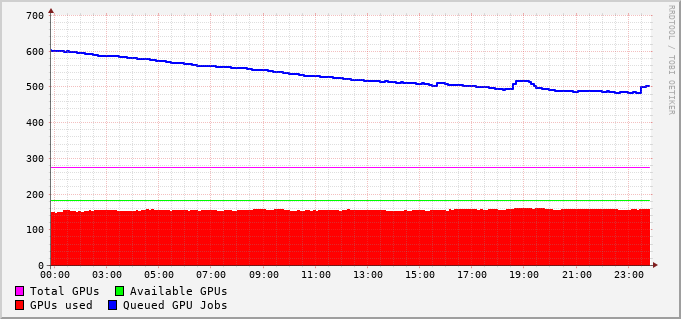 700
600
500
400
300
200
100
0
00:00 03:00 05:00 07:00 09:00 11:00 13:00 15:00 17:00 19:00 21:00 23:00
Total GPUs Available GPUs
GPUs used Queued GPU Jobs
RRDTOOL / TOBI OETIKER